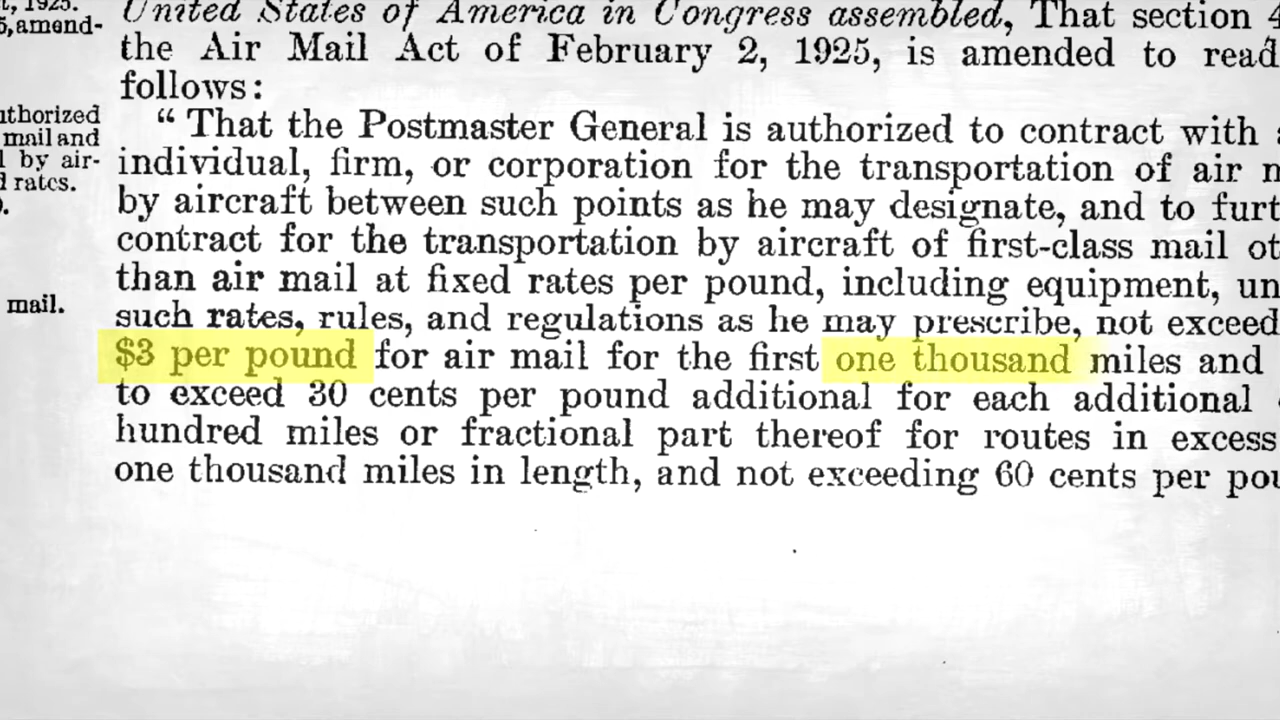 t, 1925.
5, amend-
United States of America in Congress assembled, That section 4
the Air Mail Act of February 2, 1925, is amended to read
follows:
uthorized
mail and
l by air-
d rates.
“ That the Postmaster General is authorized to contract with a
individual, firm, or corporation for the transportation of air m
by aircraft between such points as he may designate, and to furt
contract for the transportation by aircraft of first-class mail ot
than air mail at fixed rates per pound, including equipment, un
mail.
such rates, rules, and regulations as he may prescribe, not exceed
$3 per pound for air mail for the first one thousand miles and
to exceed 30 cents per pound additional for each additional
hundred miles or fractional part thereof for routes in excess
one thousand miles in length, and not exceeding 60 cents per pou